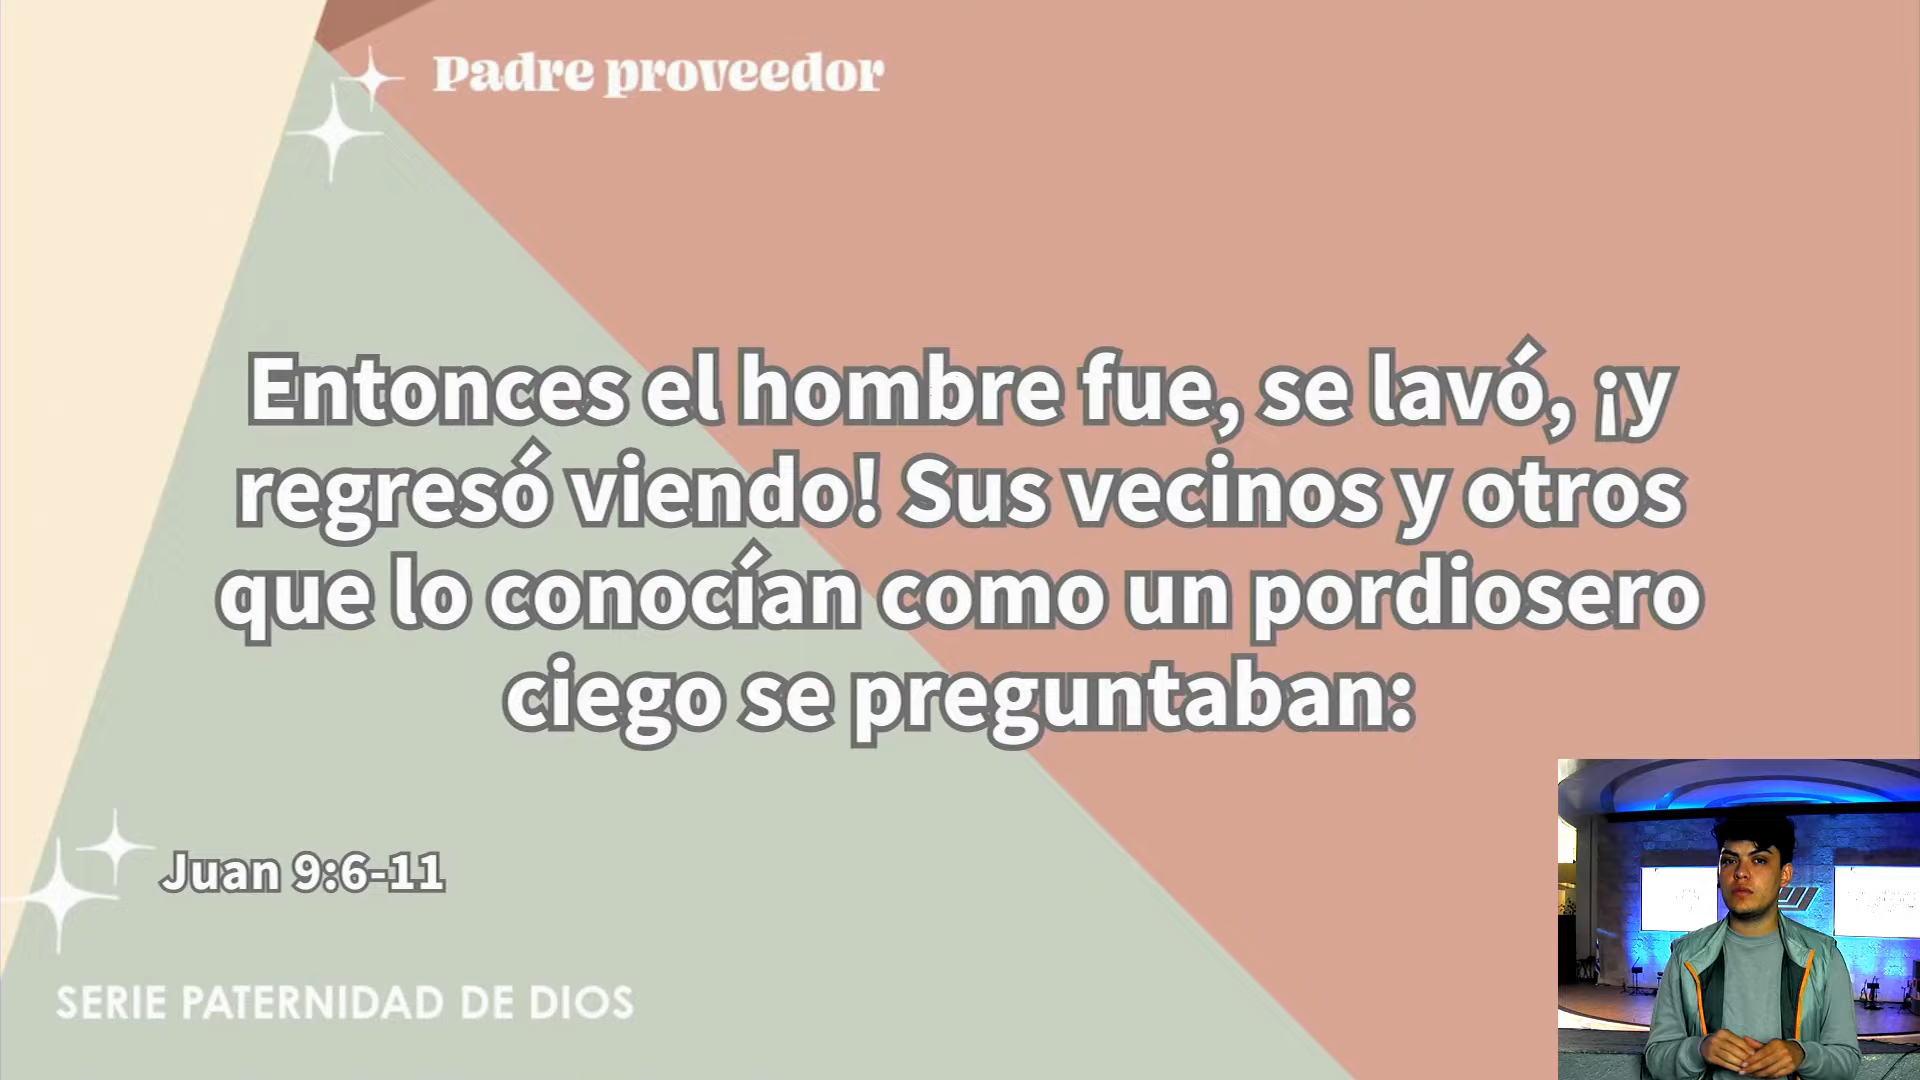 Padre proveedor
Entonces el hombre fue, se lavó, ¡y
regresó viendo! Sus vecinos y otros
que lo conocían como un pordiosero
ciego se preguntaban:
Juan 9:6-11
SERIE PATERNIDAD DE DIOS